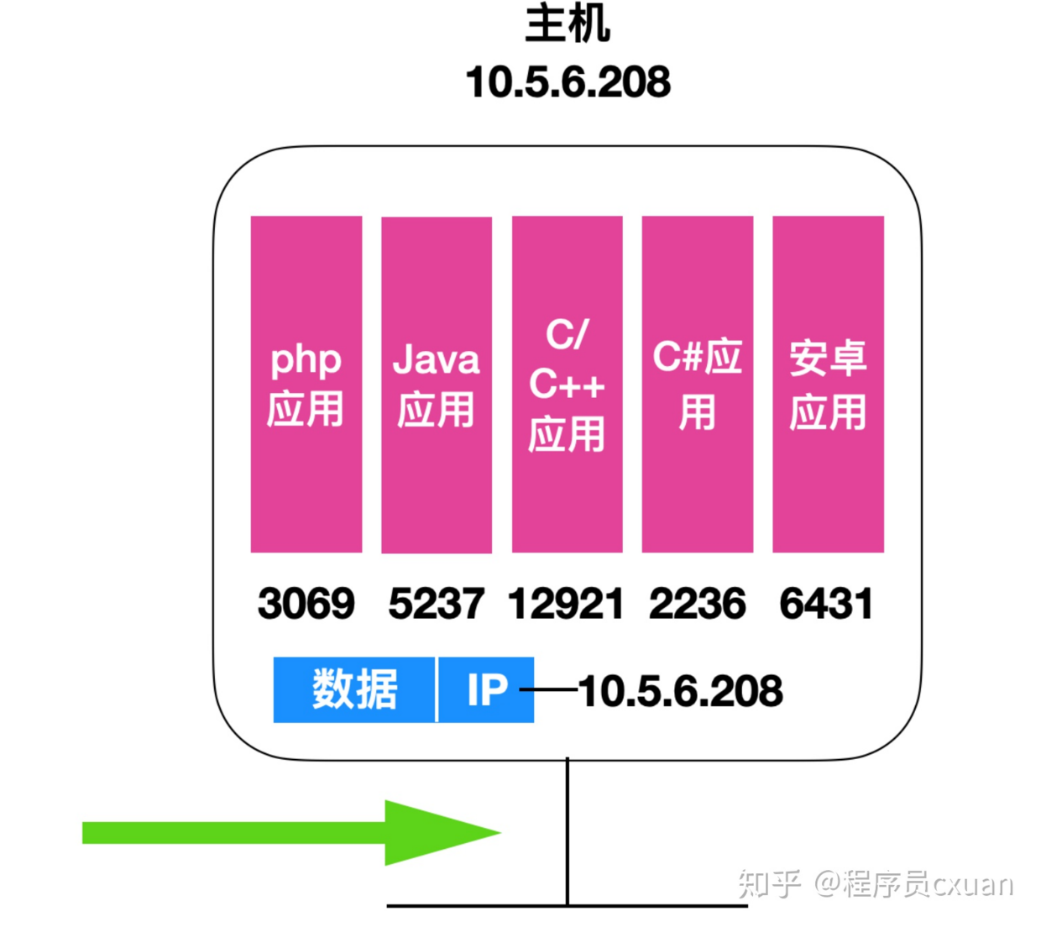 主机
10.5.6.208
php
应用
Java
应用
C/
C++
应用
C#应
用
安卓
应用
3069 5237 12921 2236 6431
数据 IP 10.5.6.208
知乎 @程序员cxuan